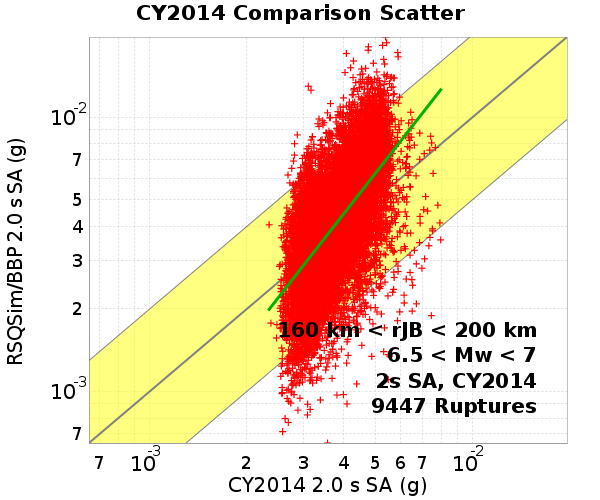 CY2014 Comparison Scatter
RSQSim/BBP 2.0 s SA (g)
10-2
7
5
4
3
2
10-3
7
160 km < rJB < 200 km
6.5 < Mw < 7
2s SA, CY2014
9447 Ruptures
7 10-3 2 3 4 5 6 7 10-2
CY2014 2.0 s SA (g)